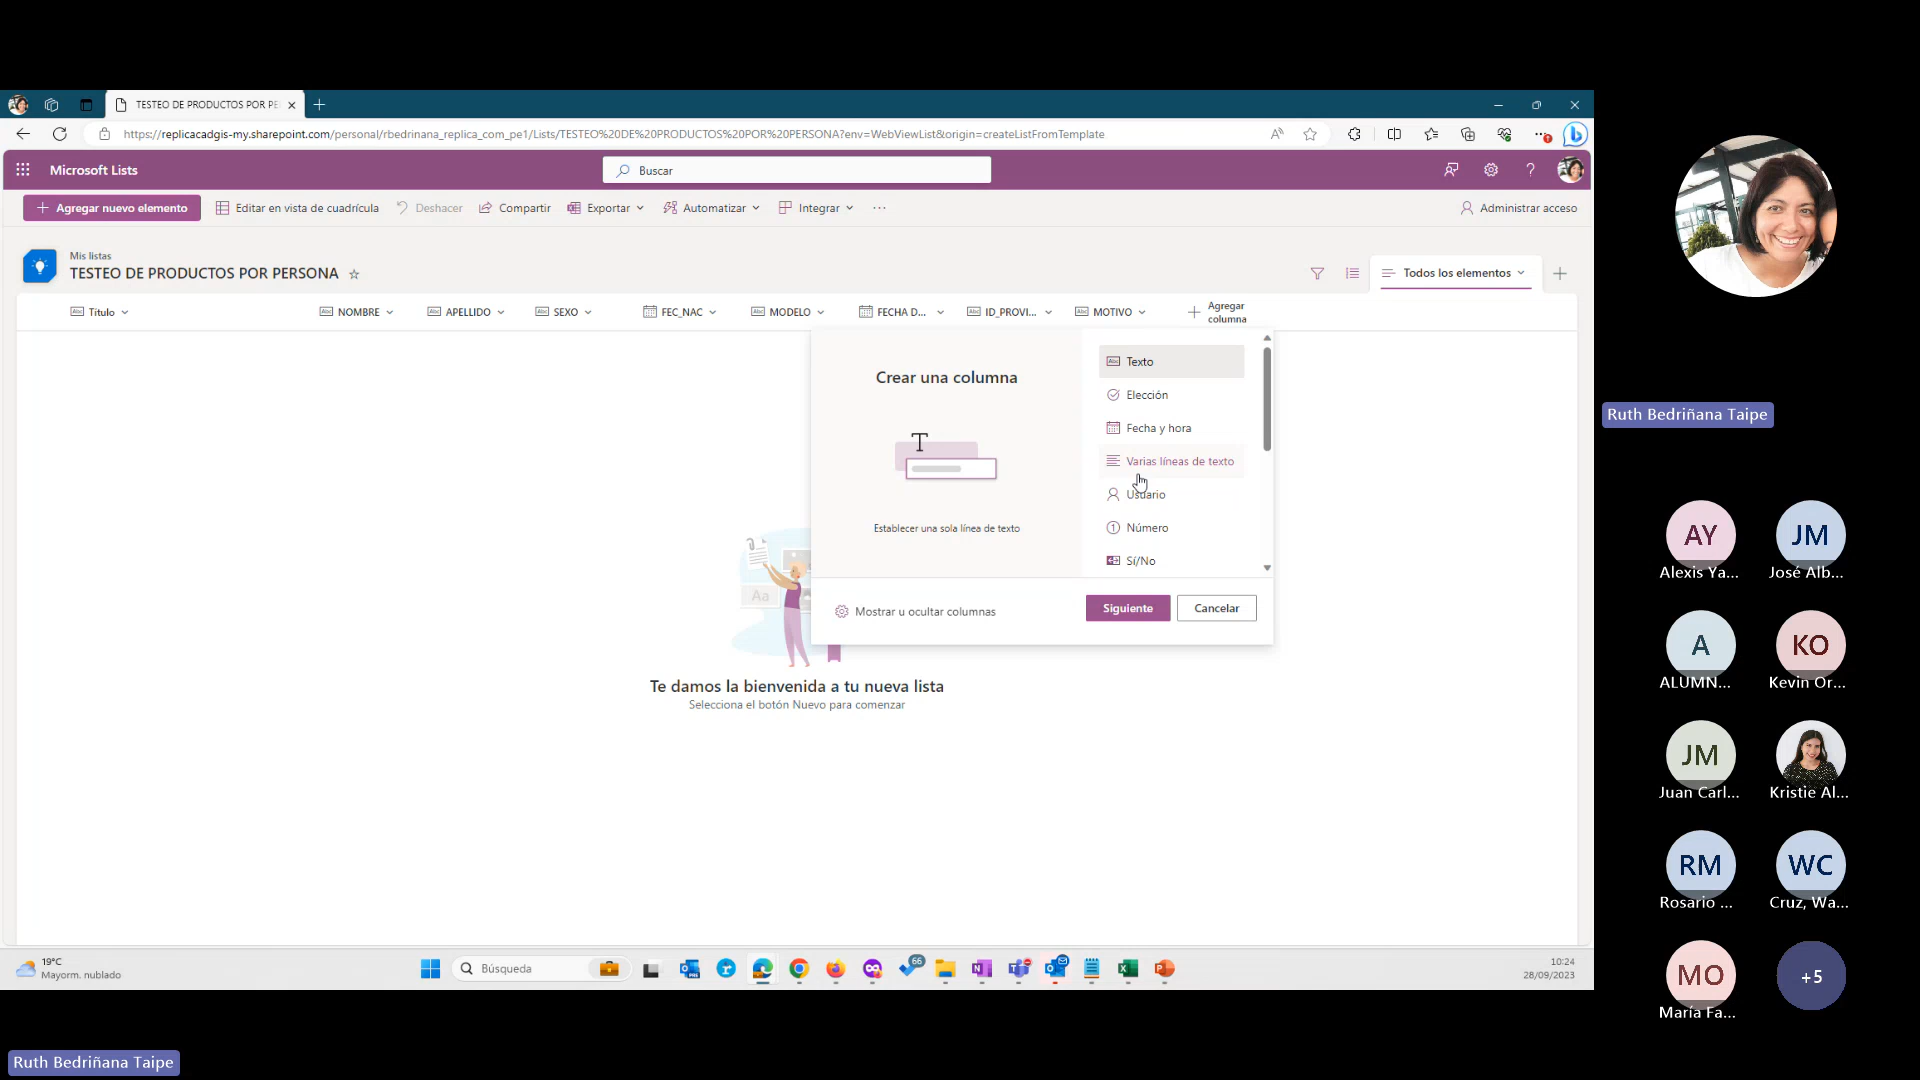 TESTEO DE PRODUCTOS POR PE
https://replicacadgis-my.sharepoint.com/personal/rbedrinana_replica_com_pe1/Lists/TESTEO%20DE%20PRODUCTOS%20POR%20PERSONA?env=WebViewList&origin=createListFromTemplate
Microsoft Lists
Buscar
Agregar nuevo elemento
Editar en vista de cuadrícula
Deshacer
Compartir
Exportar
Automatizar
Integrar
Administrar acceso
Mis listas
TESTEO DE PRODUCTOS POR PERSONA
Todos los elementos
Título
NOMBRE
APELLIDO
SEXO
FEC_NAC
MODELO
FECHA D...
ID_PROVI...
MOTIVO
Agregar
columna
Crear una columna
T
Establecer una sola línea de texto
Texto
Elección
Fecha y hora
Varias líneas de texto
Usuario
Número
Sí/No
Mostrar u ocultar columnas
Siguiente
Cancelar
Aa
Te damos la bienvenida a tu nueva lista
Selecciona el botón Nuevo para comenzar
19°C
Mayorm. nublado
Búsqueda
66
10:24
28/09/2023
Ruth Bedriñana Taipe
AY
Alexis Ya...
JM
José Alb...
A
ALUMN...
KO
Kevin Or...
JM
Juan Carl...
Kristie Al...
RM
Rosario ...
WC
Cruz, Wa...
MO
María Fa...
+5
Ruth Bedriñana Taipe